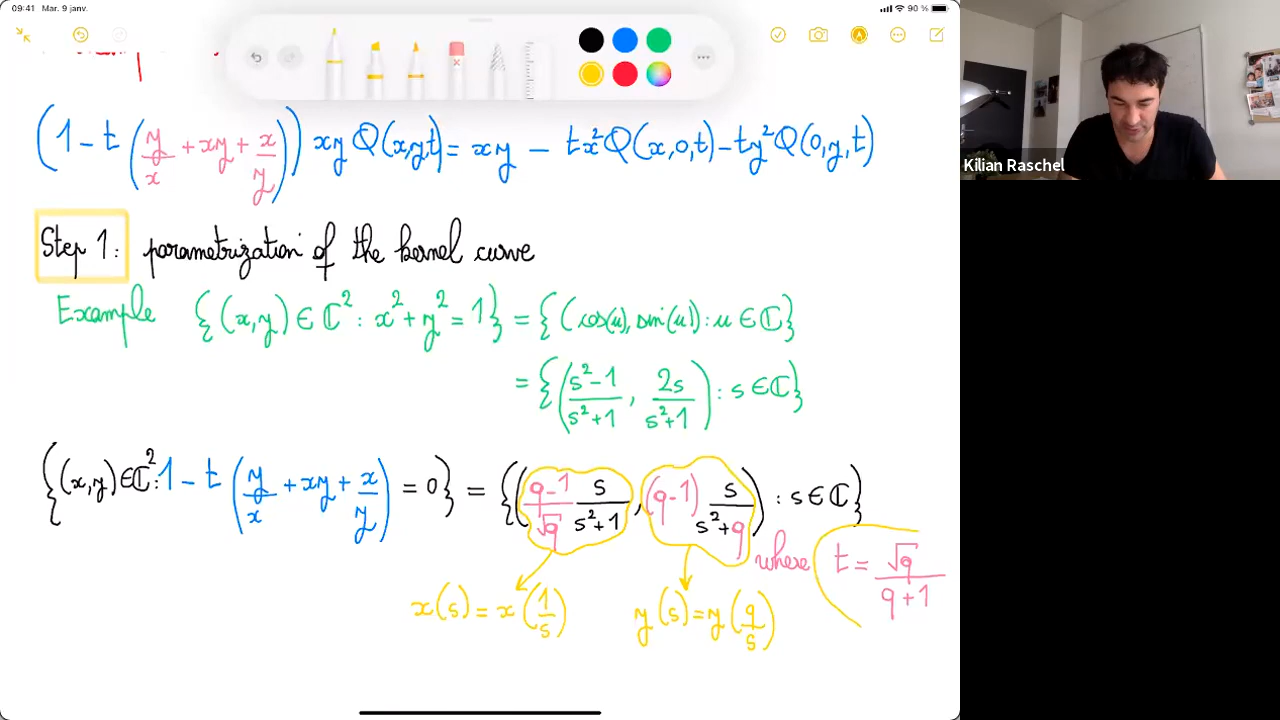 09:41 Mar. 9 janv.
90 %
(1 - t (y/x + xy + x/y)) xy Q(x,y,t) = xy - tx²Q(x,0,t) - ty²Q(0,y,t)
Step 1: parametrization of the kernel curve
Example {(x,y) ∈ ℂ² : x² + y² = 1} = {(cos(u), sin(u)) : u ∈ ℂ}
= {((s²-1)/(s²+1), 2s/(s²+1)) : s ∈ ℂ}
{(x,y) ∈ ℂ² : 1 - t (y/x + xy + x/y) = 0} = {((q-1)/√q s/(s²+1), (q-1) s/(s²+q)) : s ∈ ℂ}
where t = √q/(q+1)
x(s) = x(1/s) y(s) = y(q/s)
Kilian Raschel